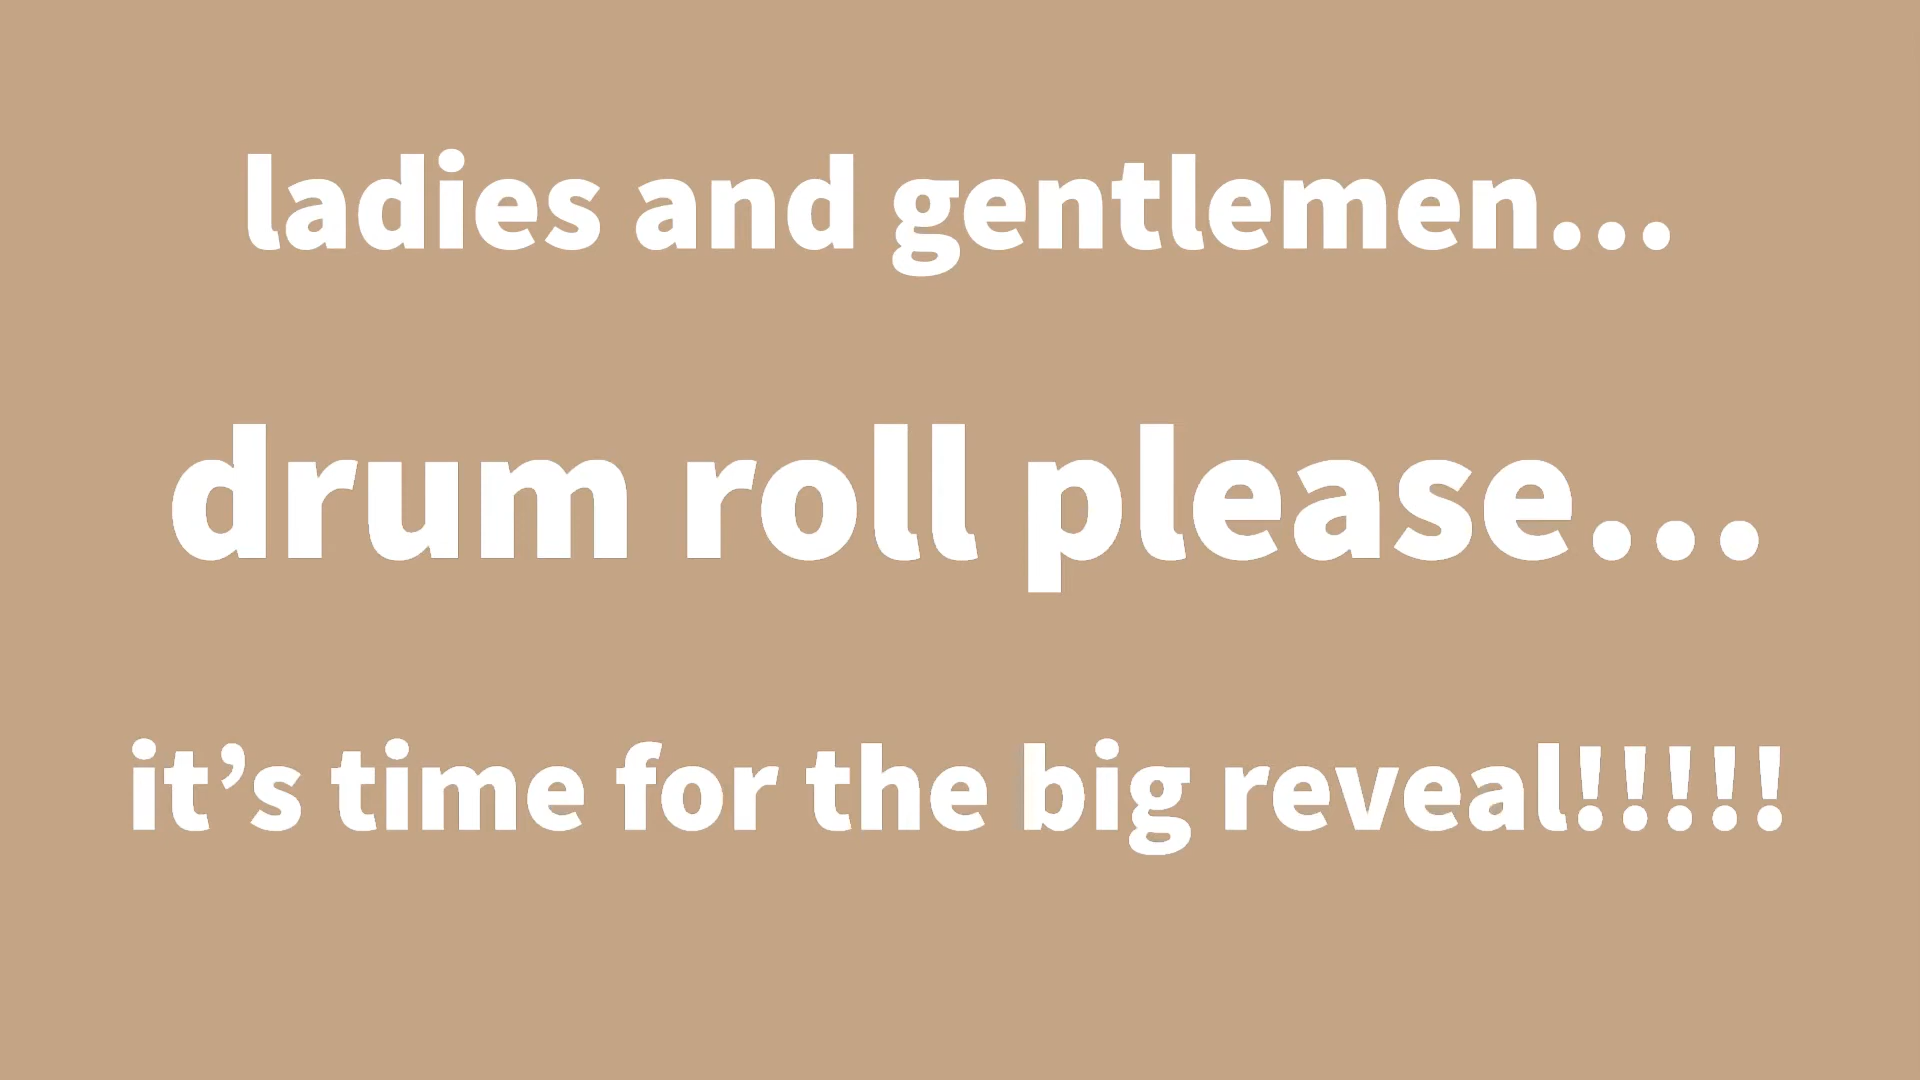 ladies and gentlemen...
drum roll please...
it’s time for the big reveal!!!!!